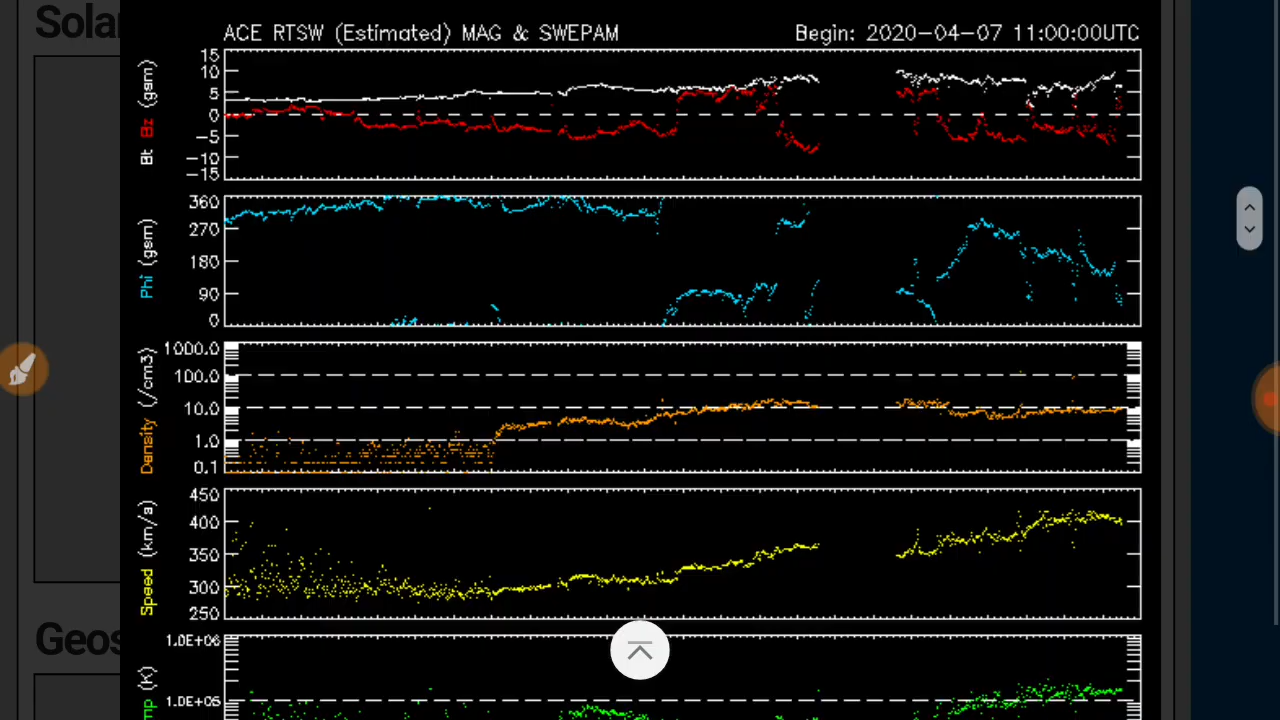 Solar
ACE RTSW (Estimated) MAG & SWEPAM
Begin: 2020-04-07 11:00:00UTC
Bt Bz (gsm)
15
10
5
0
-5
-10
-15
Phi (gsm)
360
270
180
90
0
Density (/cm3)
1000.0
100.0
10.0
1.0
0.1
Speed (km/s)
450
400
350
300
250
Geos
mp (K)
1.0E+06
1.0E+05